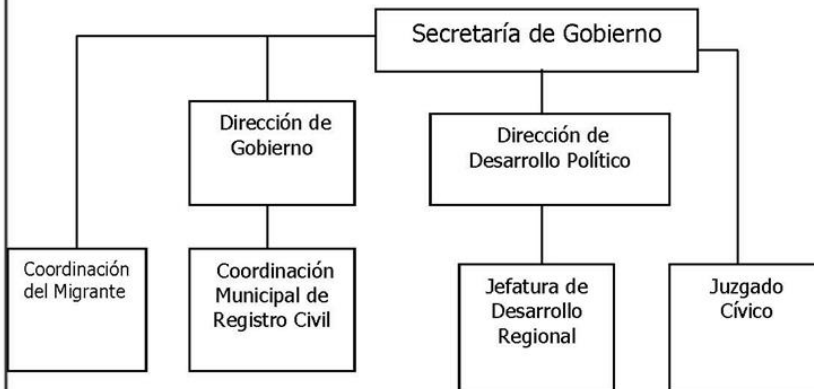 Secretaría de Gobierno
Dirección de
Gobierno
Dirección de
Desarrollo Político
Coordinación
del Migrante
Coordinación
Municipal de
Registro Civil
Jefatura de
Desarrollo
Regional
Juzgado
Cívico